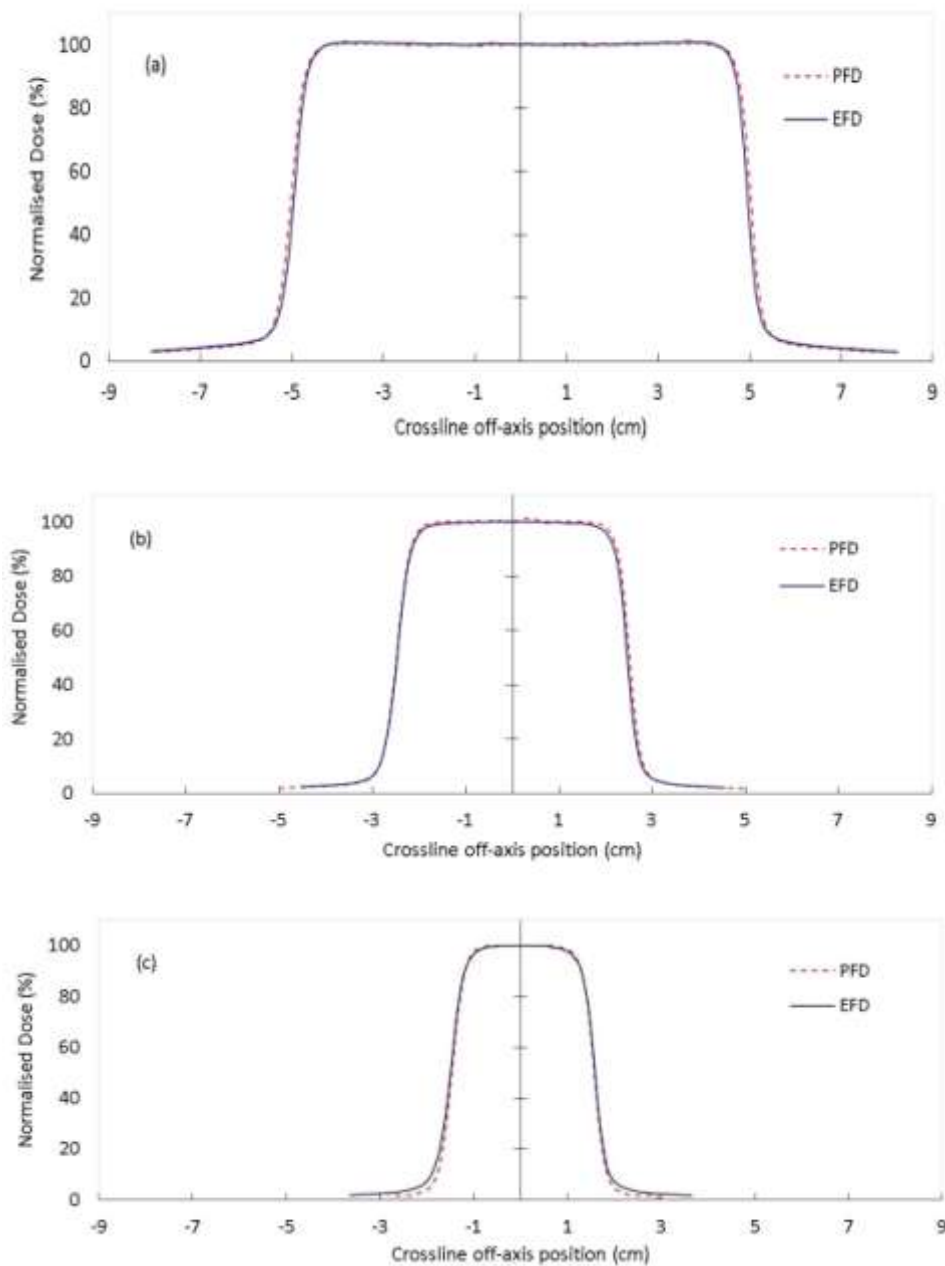 (a)
Normalised Dose (%)
100
80
60
40
20
0
PFD
EFD
-9 -7 -5 -3 -1 1 3 5 7 9
Crossline off-axis position (cm)
(b)
Normalised Dose (%)
100
80
60
40
20
0
PFD
EFD
-9 -7 -5 -3 -1 1 3 5 7 9
Crossline off-axis position (cm)
(c)
Normalised Dose (%)
100
80
60
40
20
0
PFD
EFD
-9 -7 -5 -3 -1 1 3 5 7 9
Crossline off-axis position (cm)